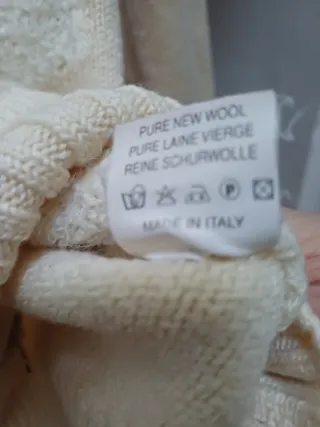 PURE NEW WOOL
PURE LAINE VIERGE
REINE SCHURWOLLE
P
MADE IN ITALY